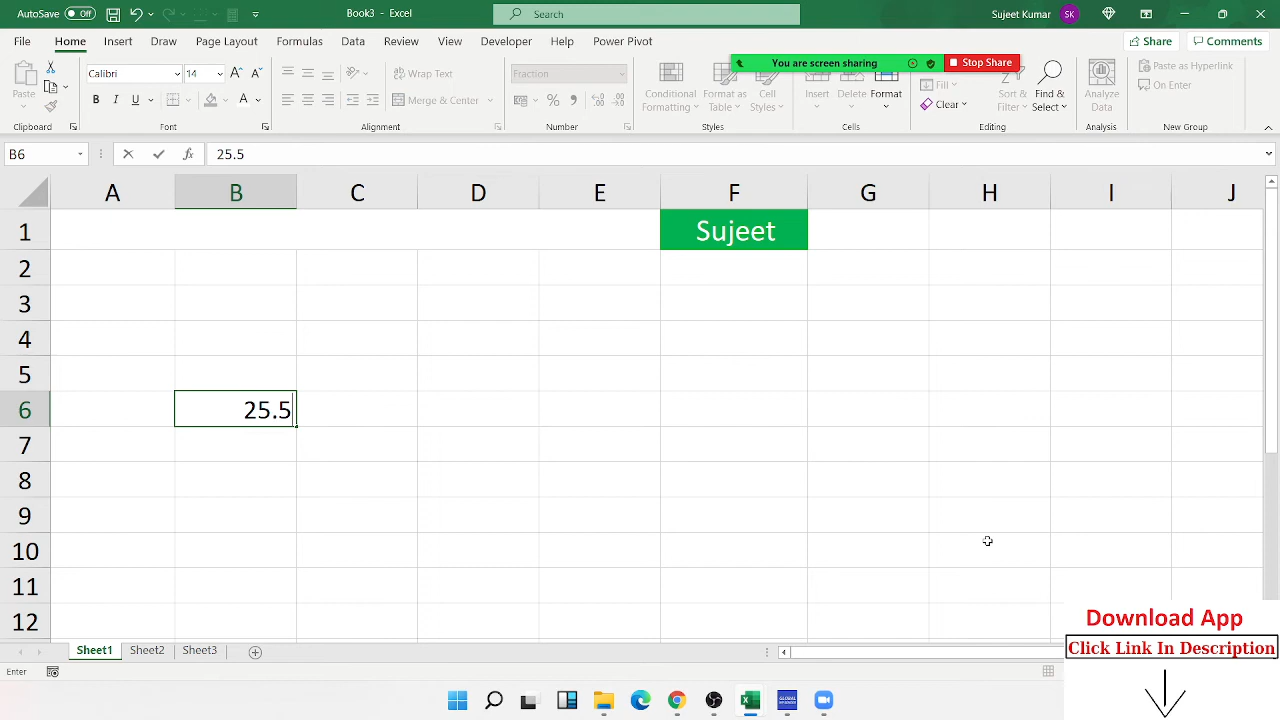 AutoSave Off
Book3 - Excel
Search
Sujeet Kumar SK
File Home Insert Draw Page Layout Formulas Data Review View Developer Help Power Pivot
Share Comments
You are screen sharing Stop Share
Paste
Calibri 14
Wrap Text
Fraction
Conditional Formatting
Format as Table
Cell Styles
Insert Delete Format
Fill
Clear
Sort & Filter
Find & Select
Analyze Data
Paste as Hyperlink
On Enter
B I U
Merge & Center
Clipboard Font Alignment Number Styles Cells Editing Analysis New Group
B6 fx 25.5
A B C D E F G H I J
1 Sujeet
2
3
4
5
6 25.5
7
8
9
10
11
12
Download App
Click Link In Description
Sheet1 Sheet2 Sheet3
Enter